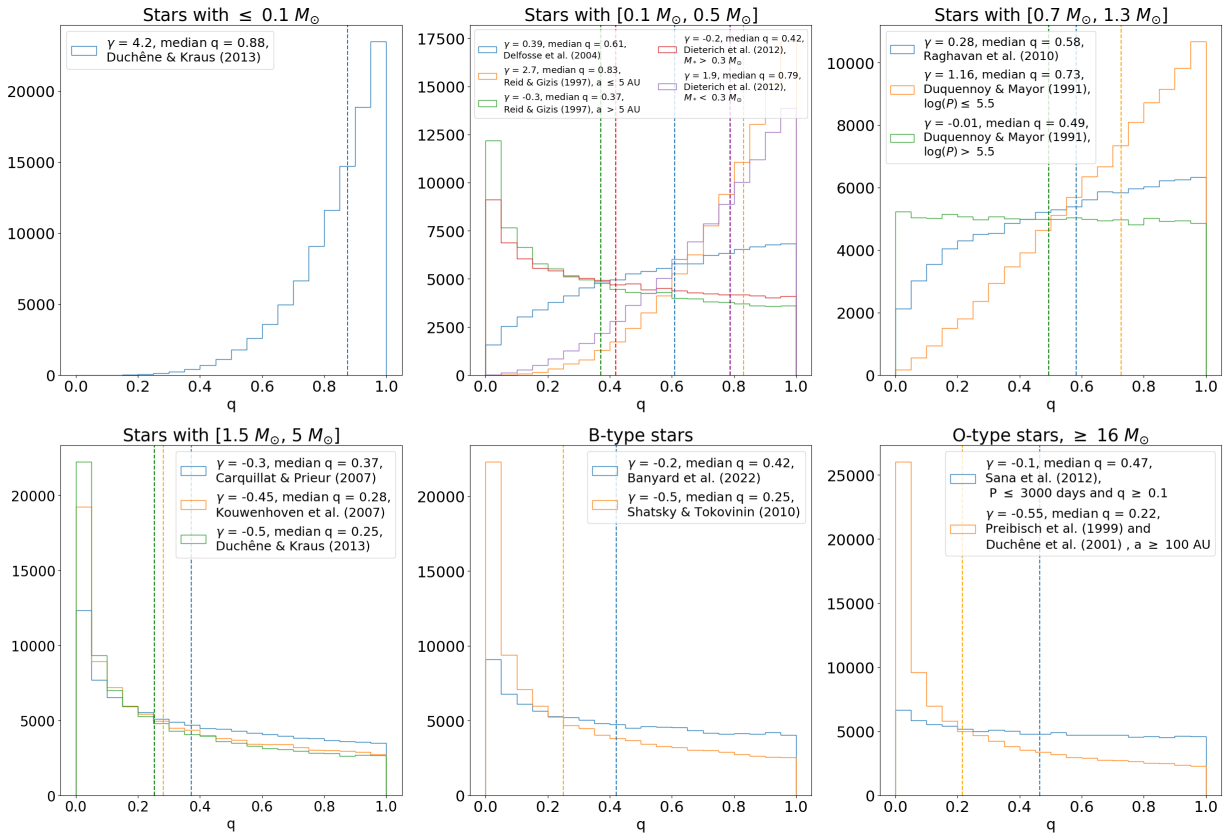 Stars with ≤ 0.1 M⊙
γ = 4.2, median q = 0.88,
Duchêne & Kraus (2013)
20000
15000
10000
5000
0
0.0 0.2 0.4 0.6 0.8 1.0
q
Stars with [0.1 M⊙, 0.5 M⊙]
γ = 0.39, median q = 0.61,
Delfosse et al. (2004)
γ = 2.7, median q = 0.83,
Reid & Gizis (1997), a ≤ 5 AU
γ = -0.3, median q = 0.37,
Reid & Gizis (1997), a > 5 AU
γ = -0.2, median q = 0.42,
Dieterich et al. (2012),
M* > 0.3 M⊙
γ = 1.9, median q = 0.79,
Dieterich et al. (2012),
M* < 0.3 M⊙
17500
15000
12500
10000
7500
5000
2500
0
0.0 0.2 0.4 0.6 0.8 1.0
q
Stars with [0.7 M⊙, 1.3 M⊙]
γ = 0.28, median q = 0.58,
Raghavan et al. (2010)
γ = 1.16, median q = 0.73,
Duquennoy & Mayor (1991),
log(P) ≤ 5.5
γ = -0.01, median q = 0.49,
Duquennoy & Mayor (1991),
log(P) > 5.5
10000
8000
6000
4000
2000
0
0.0 0.2 0.4 0.6 0.8 1.0
q
Stars with [1.5 M⊙, 5 M⊙]
γ = -0.3, median q = 0.37,
Carquillat & Prieur (2007)
γ = -0.45, median q = 0.28,
Kouwenhoven et al. (2007)
γ = -0.5, median q = 0.25,
Duchêne & Kraus (2013)
20000
15000
10000
5000
0
0.0 0.2 0.4 0.6 0.8 1.0
q
B-type stars
γ = -0.2, median q = 0.42,
Banyard et al. (2022)
γ = -0.5, median q = 0.25,
Shatsky & Tokovinin (2010)
20000
15000
10000
5000
0
0.0 0.2 0.4 0.6 0.8 1.0
q
O-type stars, ≥ 16 M⊙
γ = -0.1, median q = 0.47,
Sana et al. (2012),
P ≤ 3000 days and q ≥ 0.1
γ = -0.55, median q = 0.22,
Preibisch et al. (1999) and
Duchêne et al. (2001) , a ≥ 100 AU
25000
20000
15000
10000
5000
0
0.0 0.2 0.4 0.6 0.8 1.0
q